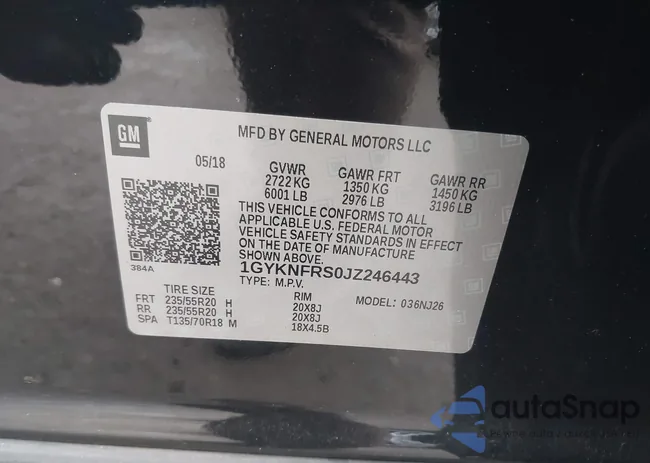 GM
MFD BY GENERAL MOTORS LLC
05/18
GVWR GAWR FRT GAWR RR
2722 KG 1350 KG 1450 KG
6001 LB 2976 LB 3196 LB
THIS VEHICLE CONFORMS TO ALL
APPLICABLE U.S. FEDERAL MOTOR
VEHICLE SAFETY STANDARDS IN EFFECT
ON THE DATE OF MANUFACTURE
SHOWN ABOVE.
384A
1GYKNFRS0JZ246443
TYPE: M.P.V.
TIRE SIZE RIM MODEL: 036NJ26
FRT 235/55R20 H 20X8J
RR 235/55R20 H 20X8J
SPA T135/70R18 M 18X4.5B
autaSnap